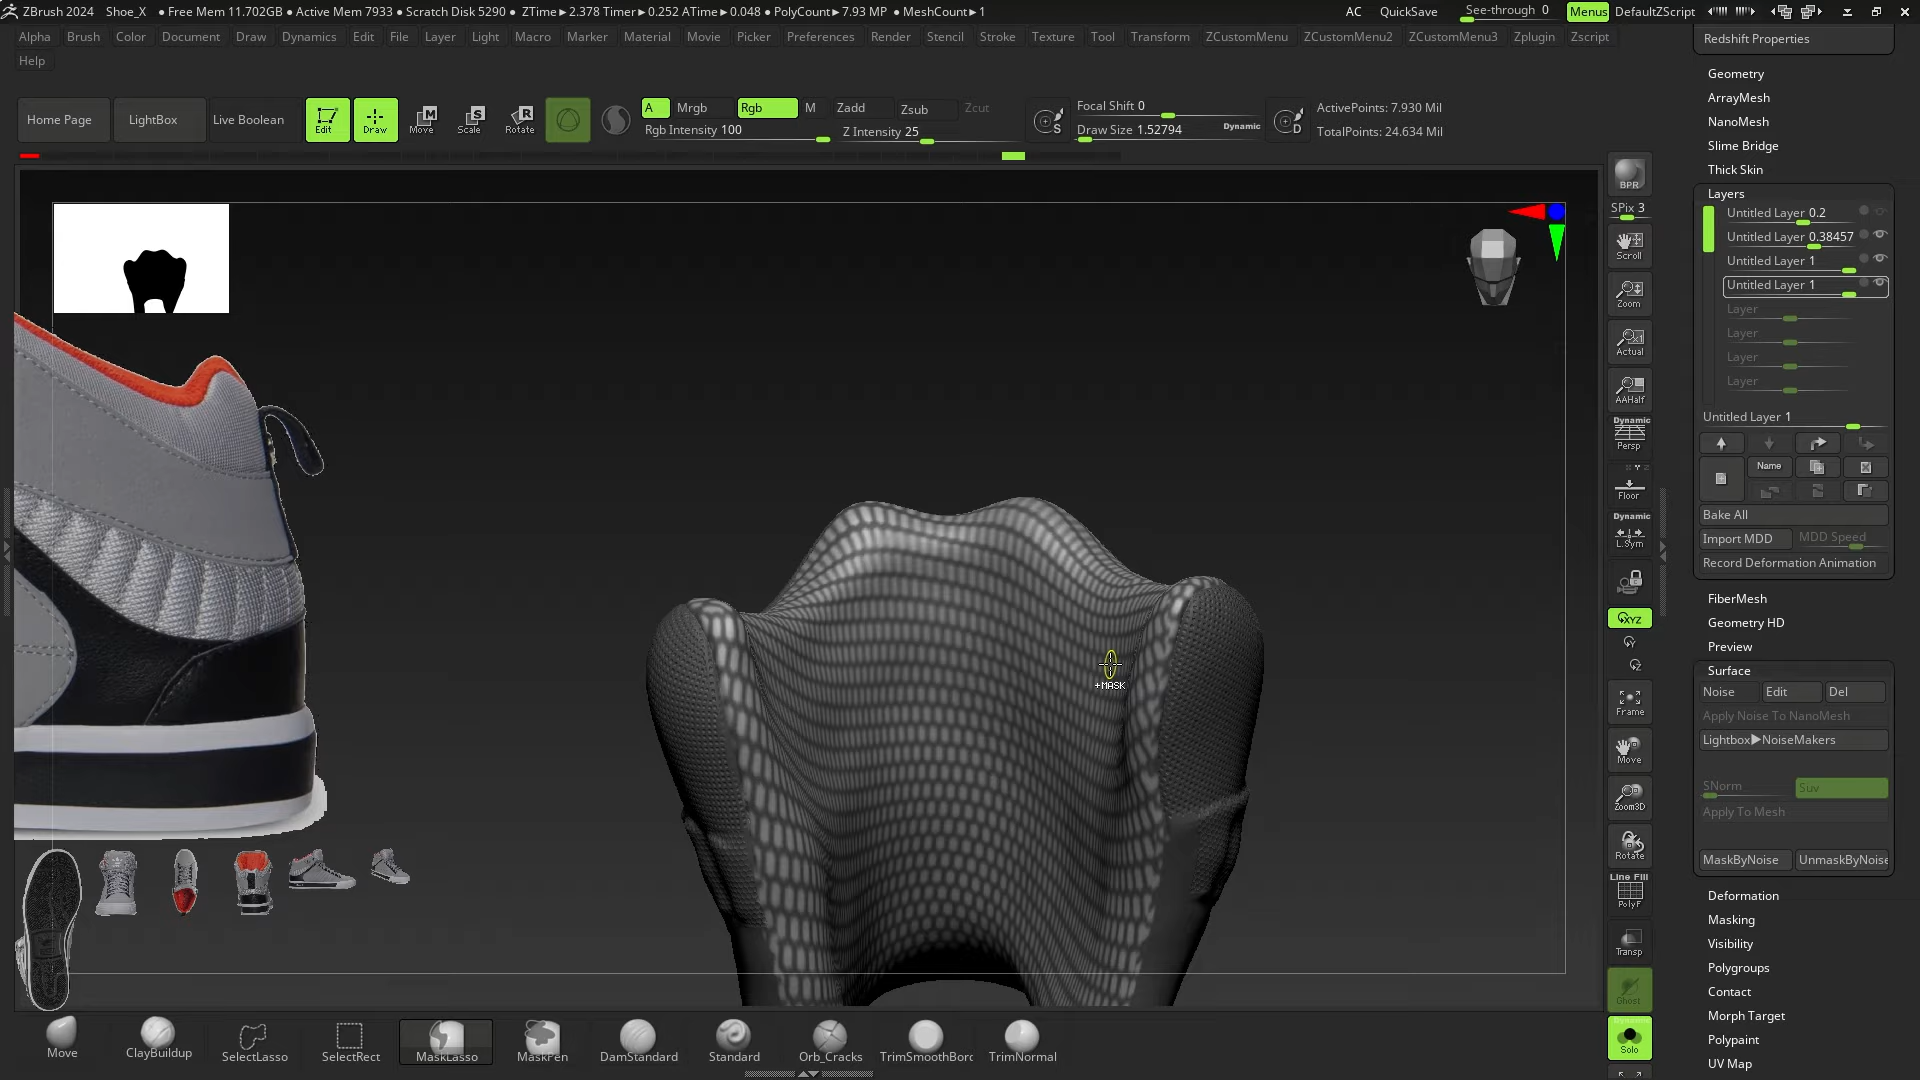 ZBrush 2024 Shoe_X • Free Mem 11.702GB • Active Mem 7933 • Scratch Disk 5290 • ZTime▶2.378 Timer▶0.252 ATime▶0.048 • PolyCount▶7.93 MP • MeshCount▶1
AC QuickSave See-through 0 Menus DefaultZScript
Alpha Brush Color Document Draw Dynamics Edit File Layer Light Macro Marker Material Movie Picker Preferences Render Stencil Stroke Texture Tool Transform ZCustomMenu ZCustomMenu2 ZCustomMenu3 Zplugin Zscript
Help
Home Page LightBox Live Boolean Edit Draw Move Scale Rotate
A Mrgb Rgb M Zadd Zsub Zcut
Rgb Intensity 100 Z Intensity 25
Focal Shift 0
Draw Size 1.52794 Dynamic
ActivePoints: 7.930 Mil
TotalPoints: 24.634 Mil
+MASK
BPR
SPix 3
Scroll
Zoom
Actual
AAHalf
Dynamic
Persp
Floor
Dynamic
L.Sym
XYZ
Frame
Move
Zoom3D
Rotate
Line Fill
PolyF
Transp
Ghost
Dynamic
Solo
Redshift Properties
Geometry
ArrayMesh
NanoMesh
Slime Bridge
Thick Skin
Layers
Untitled Layer 0.2
Untitled Layer 0.38457
Untitled Layer 1
Untitled Layer 1
Layer
Layer
Layer
Layer
Untitled Layer 1
Name
Bake All
Import MDD MDD Speed
Record Deformation Animation
FiberMesh
Geometry HD
Preview
Surface
Noise Edit Del
Apply Noise To NanoMesh
Lightbox▶NoiseMakers
SNorm Suv
Apply To Mesh
MaskByNoise UnmaskByNoise
Deformation
Masking
Visibility
Polygroups
Contact
Morph Target
Polypaint
UV Map
Move ClayBuildup SelectLasso SelectRect MaskLasso MaskPen DamStandard Standard Orb_Cracks TrimSmoothBorc TrimNormal